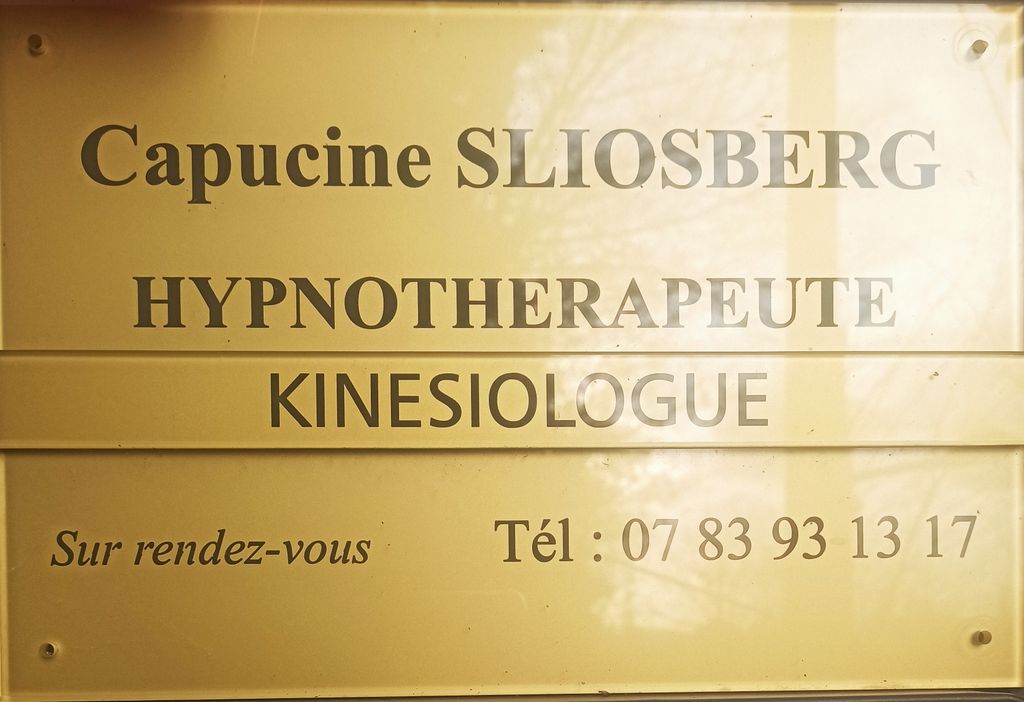 Capucine SLIOSBERG
HYPNOTHERAPEUTE
KINESIOLOGUE
Sur rendez-vous Tél : 07 83 93 13 17